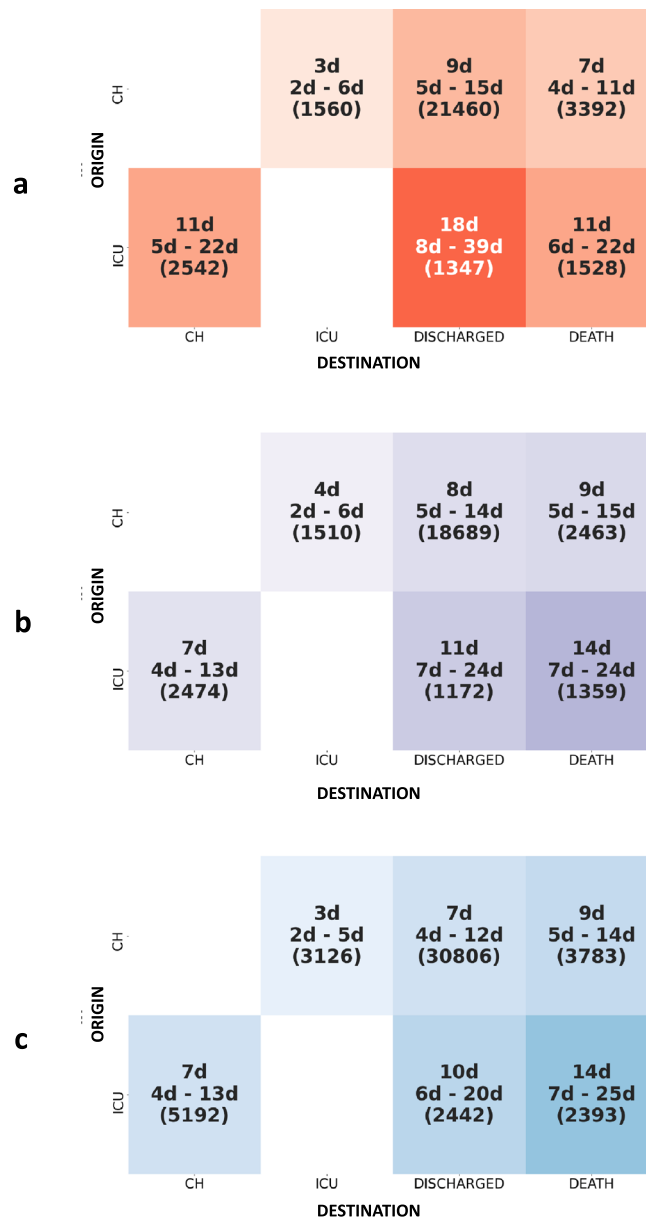 a
ORIGIN
CH
3d
2d - 6d
(1560)
9d
5d - 15d
(21460)
7d
4d - 11d
(3392)
ICU
11d
5d - 22d
(2542)
18d
8d - 39d
(1347)
11d
6d - 22d
(1528)
CH ICU DISCHARGED DEATH
DESTINATION
b
ORIGIN
CH
4d
2d - 6d
(1510)
8d
5d - 14d
(18689)
9d
5d - 15d
(2463)
ICU
7d
4d - 13d
(2474)
11d
7d - 24d
(1172)
14d
7d - 24d
(1359)
CH ICU DISCHARGED DEATH
DESTINATION
c
ORIGIN
CH
3d
2d - 5d
(3126)
7d
4d - 12d
(30806)
9d
5d - 14d
(3783)
ICU
7d
4d - 13d
(5192)
10d
6d - 20d
(2442)
14d
7d - 25d
(2393)
CH ICU DISCHARGED DEATH
DESTINATION